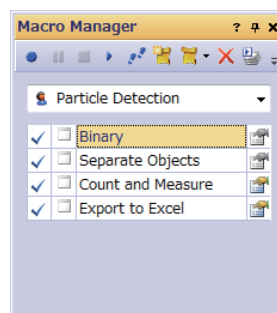 Macro Manager
Particle Detection
Binary
Separate Objects
Count and Measure
Export to Excel